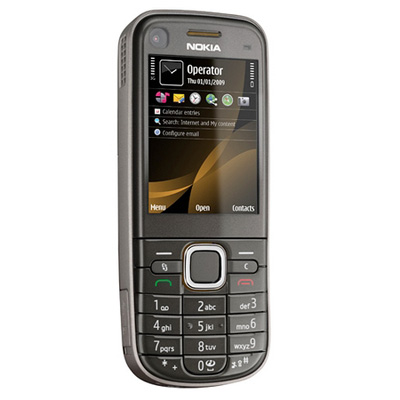 NOKIA
Operator
Thu 01/01/2009
Calendar entries
Search: Internet and My content
Configure email
Menu Open Contacts
C
1 2abc def3
4ghi 5jkl mno6
7pqrs 8tuv wxyz9
* + 0 #